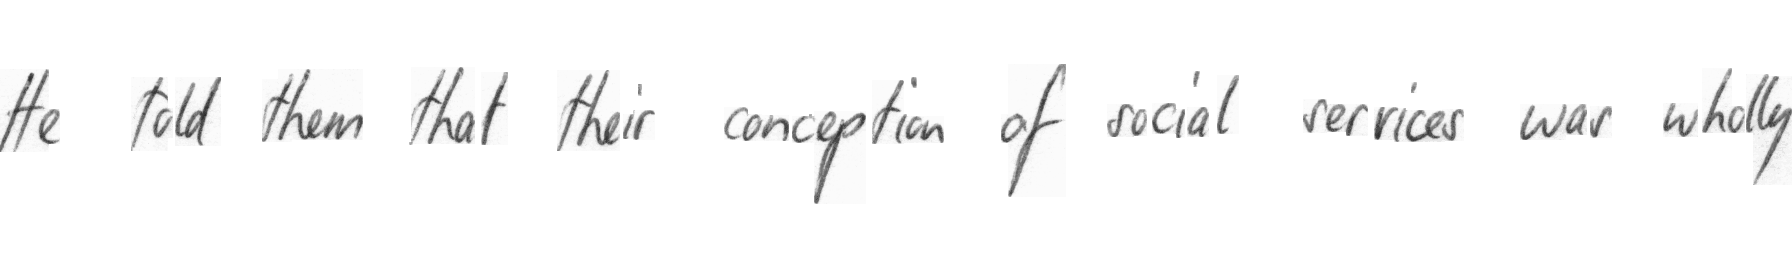 He told them that their conception of social services was wholly